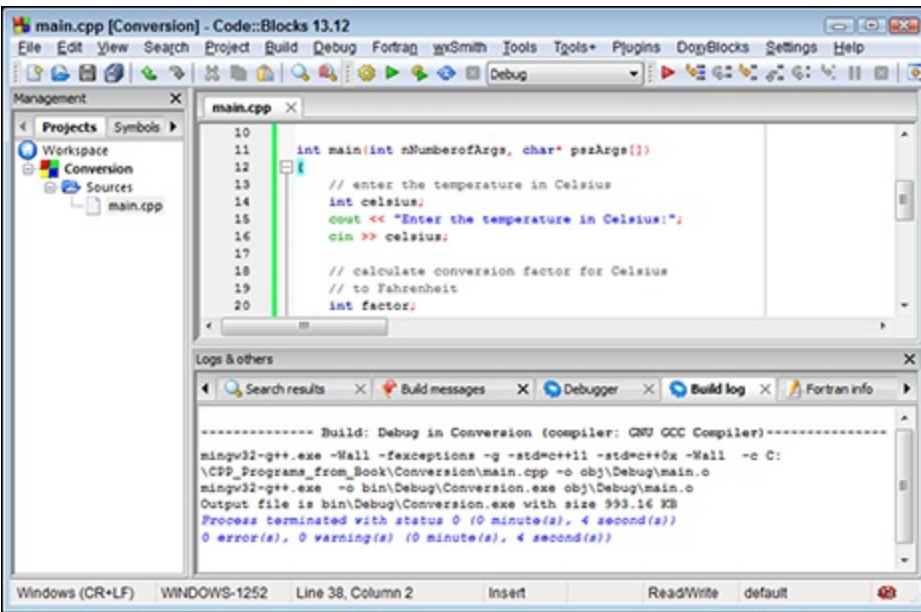 main.cpp [Conversion] - Code::Blocks 13.12
File Edit View Search Project Build Debug Fortran wxSmith Tools Tools+ Plugins DoxyBlocks Settings Help
Debug
Management
main.cpp
Projects Symbols
Workspace
Conversion
Sources
main.cpp
10
11 int main(int nNumberofArgs, char* pszArgs[])
12 {
13 // enter the temperature in Celsius
14 int celsius;
15 cout << "Enter the temperature in Celsius:";
16 cin >> celsius;
17
18 // calculate conversion factor for Celsius
19 // to Fahrenheit
20 int factor;
Logs & others
Search results Build messages Debugger Build log Fortran info
-------------- Build: Debug in Conversion (compiler: GNU GCC Compiler)---------------
mingw32-g++.exe -Wall -fexceptions -g -std=c++11 -std=c++0x -Wall -c C:
\CPP_Programs_from_Book\Conversion\main.cpp -o obj\Debug\main.o
mingw32-g++.exe -o bin\Debug\Conversion.exe obj\Debug\main.o
Output file is bin\Debug\Conversion.exe with size 993.16 KB
Process terminated with status 0 (0 minute(s), 4 second(s))
0 error(s), 0 warning(s) (0 minute(s), 4 second(s))
Windows (CR+LF) WINDOWS-1252 Line 38, Column 2 Insert Read/Write default